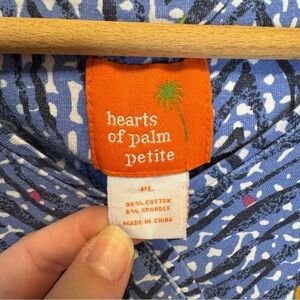 hearts
of palm
petite
PL
95% COTTON
5% SPANDEX
MADE IN CHINA